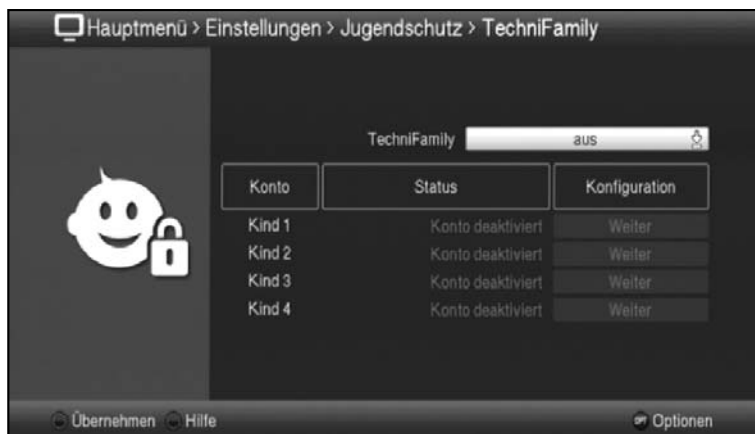 Hauptmenü > Einstellungen > Jugendschutz > TechniFamily
TechniFamily aus
Konto Status Konfiguration
Kind 1 Konto deaktiviert Weiter
Kind 2 Konto deaktiviert Weiter
Kind 3 Konto deaktiviert Weiter
Kind 4 Konto deaktiviert Weiter
Übernehmen Hilfe OPT Optionen